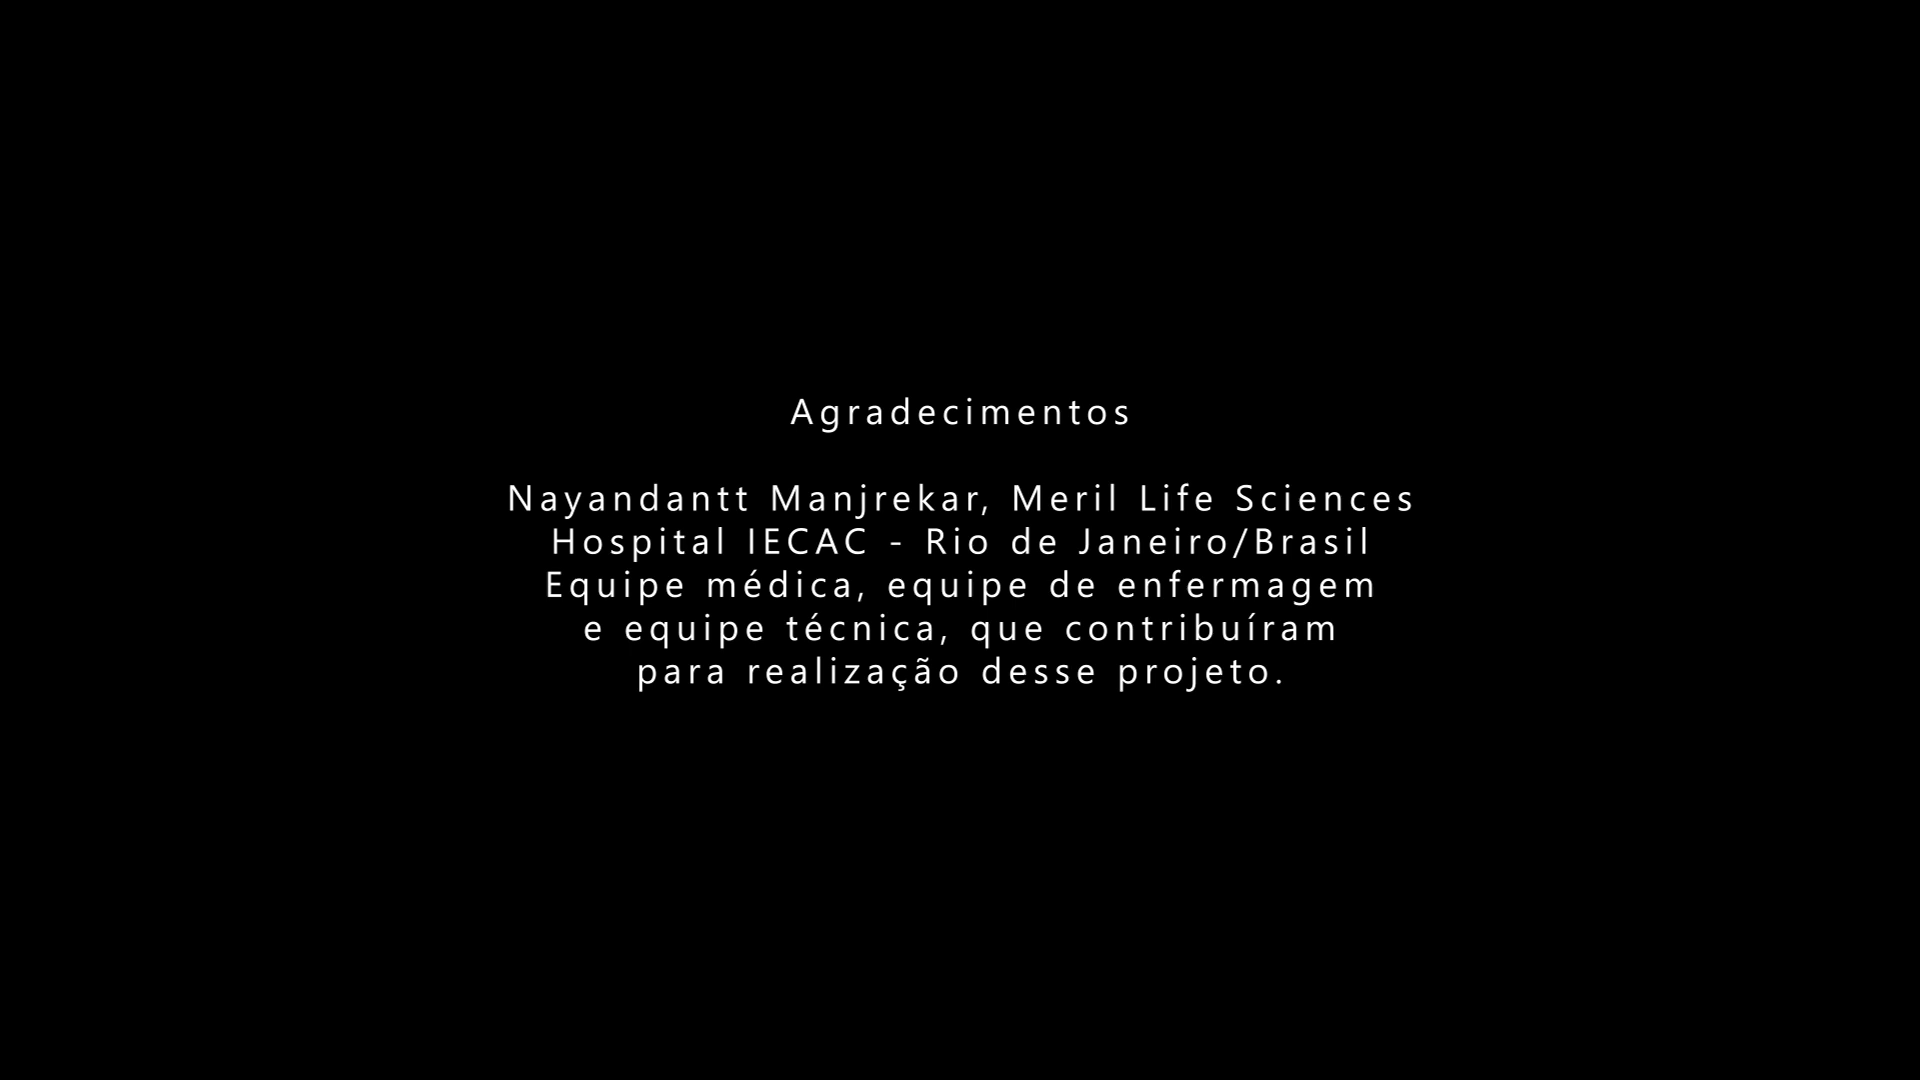 Agradecimentos
Nayandantt Manjrekar, Meril Life Sciences
Hospital IECAC - Rio de Janeiro/Brasil
Equipe médica, equipe de enfermagem
e equipe técnica, que contribuíram
para realização desse projeto.